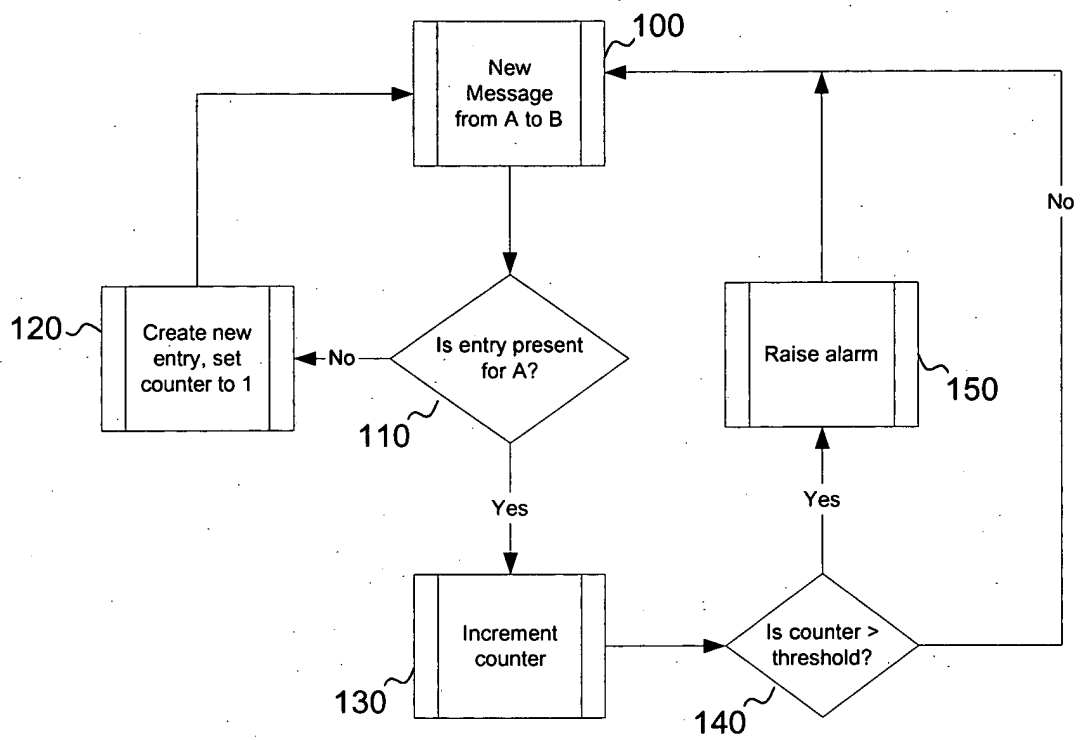 100
New
Message
from A to B
No
120
Create new
entry, set
counter to 1
No
Is entry present
for A?
110
Raise alarm
150
Yes
Yes
Increment
counter
130
Is counter >
threshold?
140